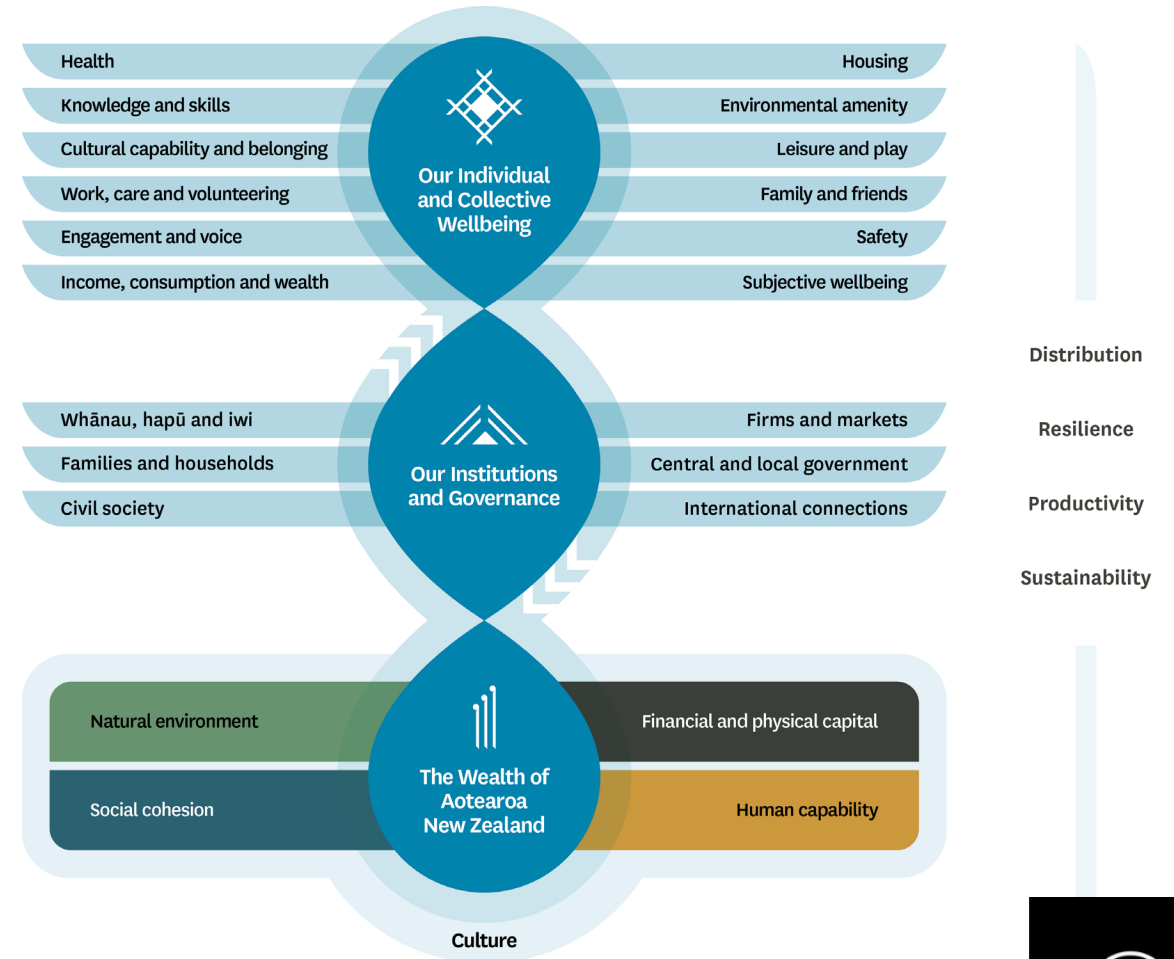 Health
Housing
Knowledge and skills
Environmental amenity
Cultural capability and belonging
Leisure and play
Work, care and volunteering
Family and friends
Engagement and voice
Safety
Income, consumption and wealth
Subjective wellbeing
Our Individual
and Collective
Wellbeing
Whānau, hapū and iwi
Firms and markets
Families and households
Central and local government
Civil society
International connections
Our Institutions
and Governance
Distribution
Resilience
Productivity
Sustainability
Natural environment
Financial and physical capital
Social cohesion
Human capability
The Wealth of
Aotearoa
New Zealand
Culture